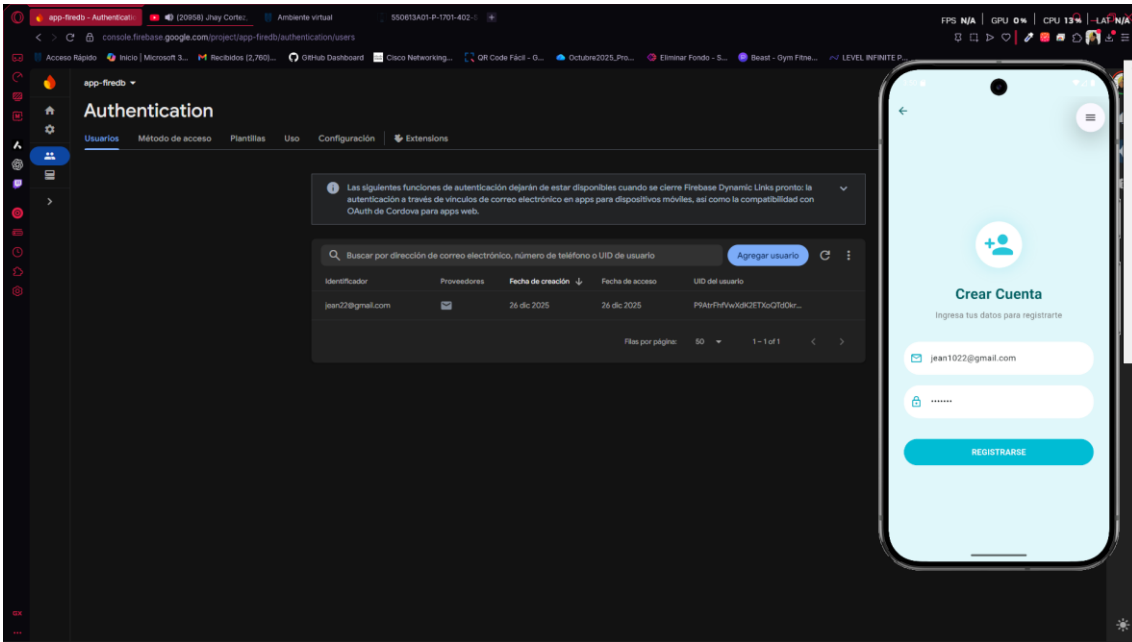 app-firedb - Authenticatic
(20958) Jhay Cortez,
Ambiente virtual
550613A01-P-1701-402-S
FPS N/A | GPU 0% | CPU 13% | LAT N/A
console.firebase.google.com/project/app-firedb/authentication/users
Acceso Rápido
Inicio | Microsoft 3...
Recibidos (2,760)...
GitHub Dashboard
Cisco Networking...
QR Code Fácil - G...
Octubre2025_Pro...
Eliminar Fondo - S...
Beast - Gym Fitne...
LEVEL INFINITE P...
app-firedb
Authentication
Usuarios
Método de acceso
Plantillas
Uso
Configuración
Extensions
Las siguientes funciones de autenticación dejarán de estar disponibles cuando se cierre Firebase Dynamic Links pronto: la
autenticación a través de vínculos de correo electrónico en apps para dispositivos móviles, así como la compatibilidad con
OAuth de Cordova para apps web.
Buscar por dirección de correo electrónico, número de teléfono o UID de usuario
Agregar usuario
Identificador
Proveedores
Fecha de creación
Fecha de acceso
UID del usuario
jean22@gmail.com
26 dic 2025
26 dic 2025
Filas por página:
50
1 – 1 of 1
GX
Crear Cuenta
Ingresa tus datos para registrarte
jean1022@gmail.com
•••••••
REGISTRARSE